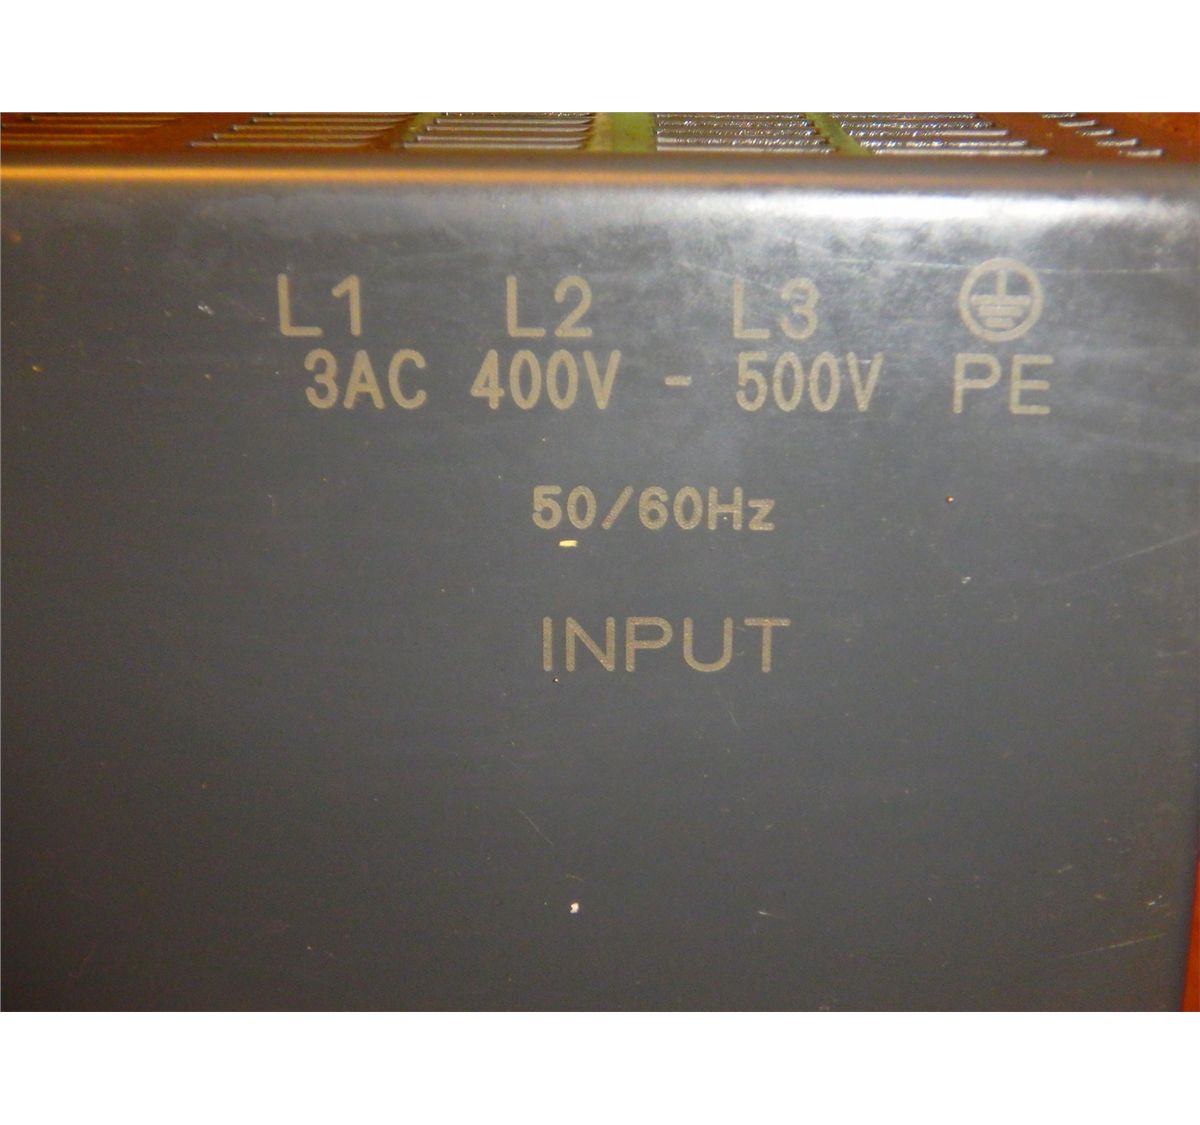 L1 L2 L3
3AC 400V - 500V PE
50/60Hz
INPUT